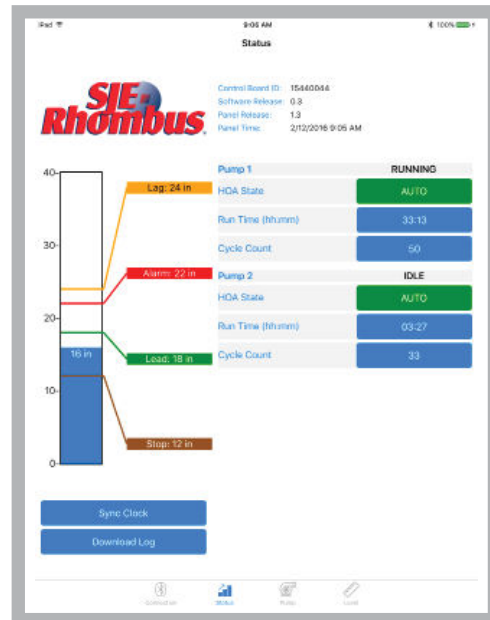 iPad 9:05 AM 100%
Status
SJE
Rhombus.
Control Board ID: 15440044
Software Release: 0.3
Panel Release: 1.3
Panel Time: 2/12/2016 9:05 AM
Pump 1 RUNNING
HOA State AUTO
Run Time (hh:mm) 33:13
Cycle Count 50
Pump 2 IDLE
HOA State AUTO
Run Time (hh:mm) 03:27
Cycle Count 33
40
Lag: 24 in
30
Alarm: 22 in
20
16 in
Lead: 18 in
10
Stop: 12 in
0
Sync Clock
Download Log
Connection Status Pump Level